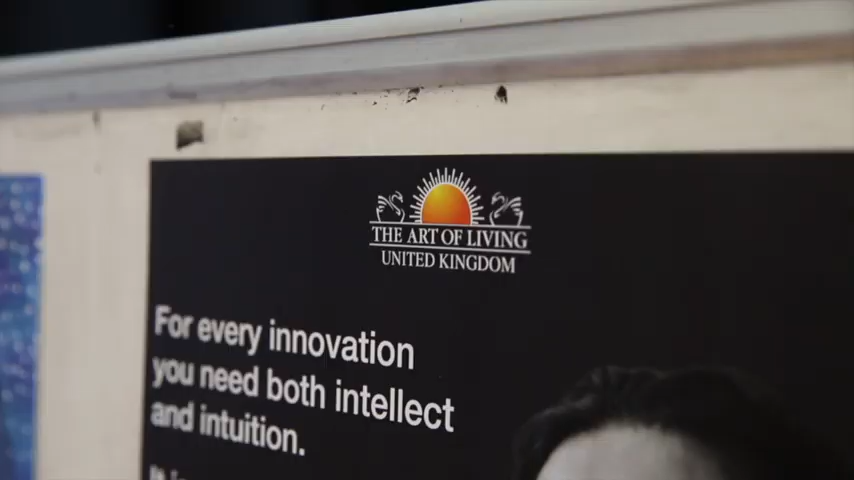 THE ART OF LIVING
UNITED KINGDOM
For every innovation
you need both intellect
and intuition.